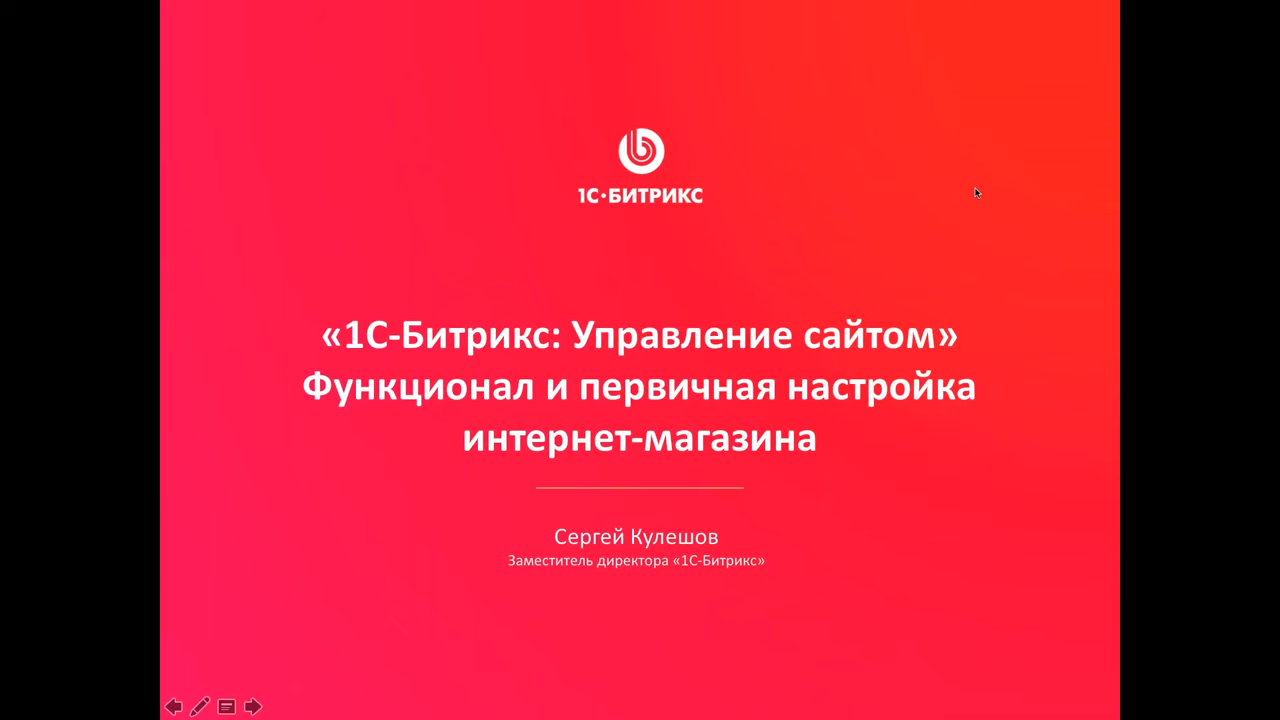 1С·БИТРИКС
«1С-Битрикс: Управление сайтом»
Функционал и первичная настройка
интернет-магазина
Сергей Кулешов
Заместитель директора «1С-Битрикс»